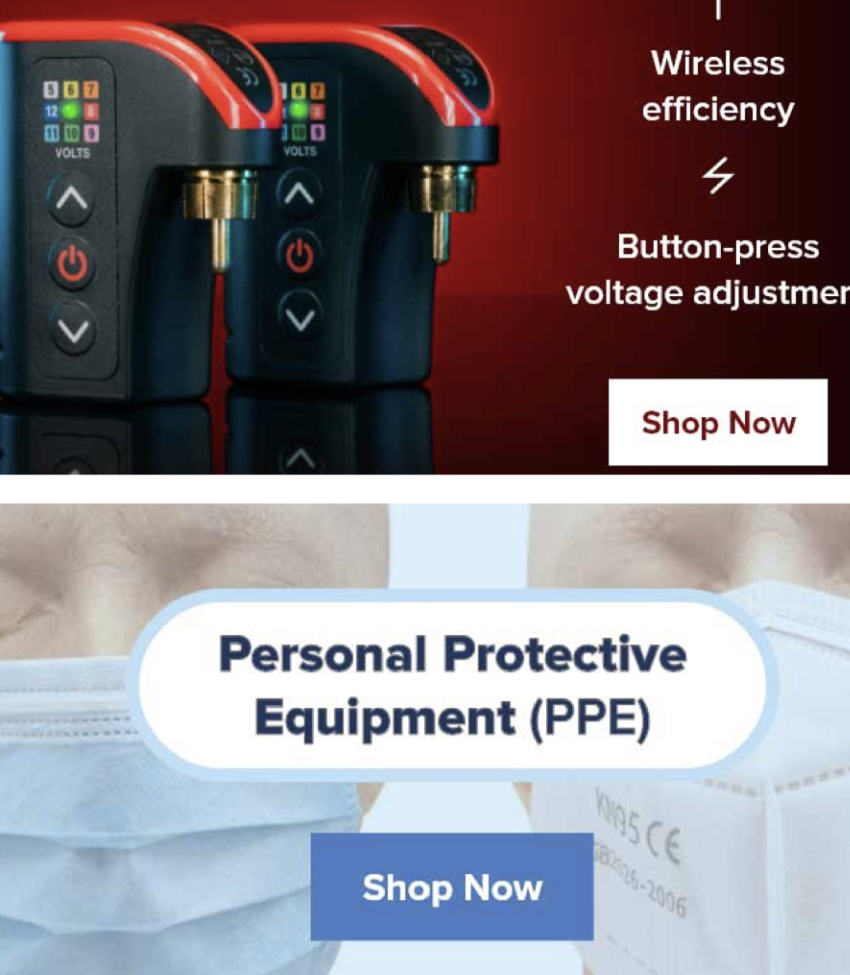 5 6 7
12 8
11 10 9
VOLTS
6 7
8
10 9
VOLTS
Wireless
efficiency
Button-press
voltage adjustmen
Shop Now
Personal Protective
Equipment (PPE)
KN95 CE
GB2626-2006
Shop Now